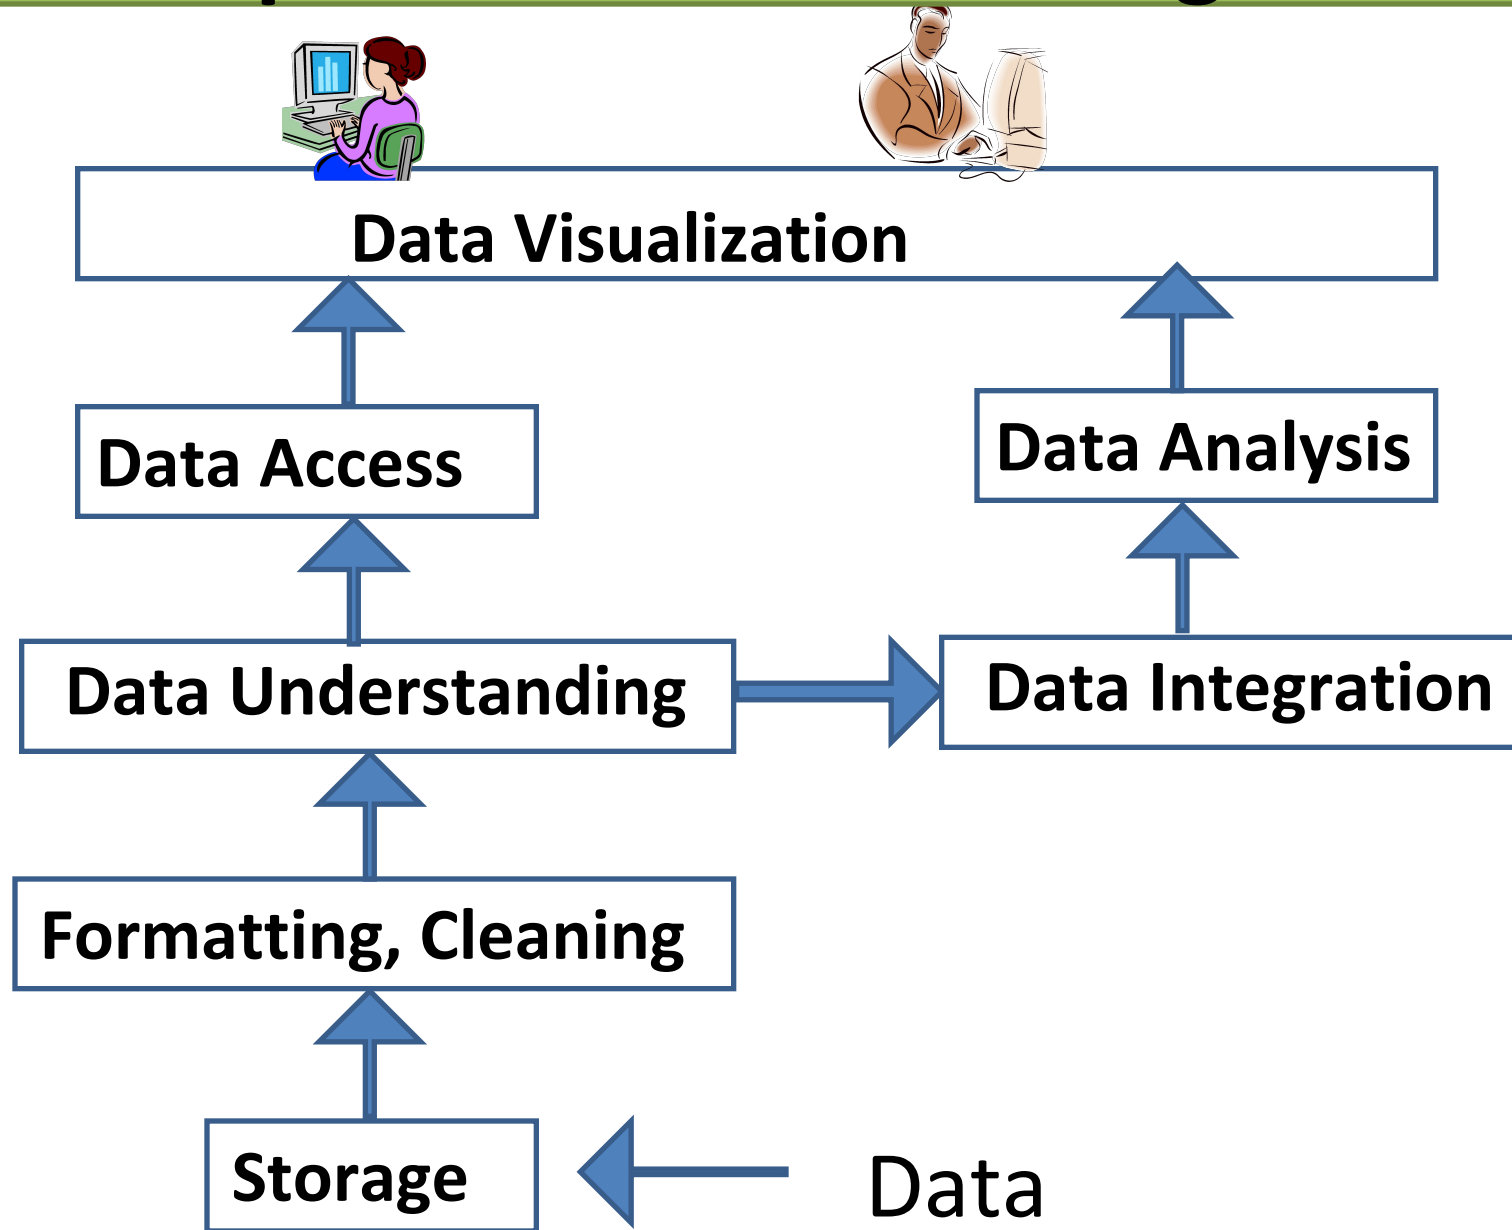 Data Visualization
Data Access
Data Analysis
Data Understanding
Data Integration
Formatting, Cleaning
Storage
Data